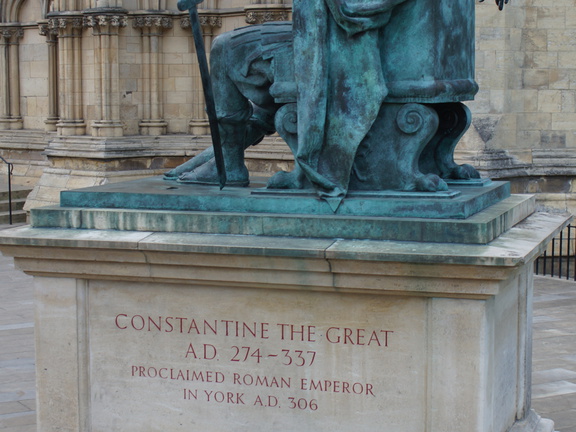 CONSTANTINE THE GREAT
A.D. 274-337
PROCLAIMED ROMAN EMPEROR
IN YORK A.D. 306